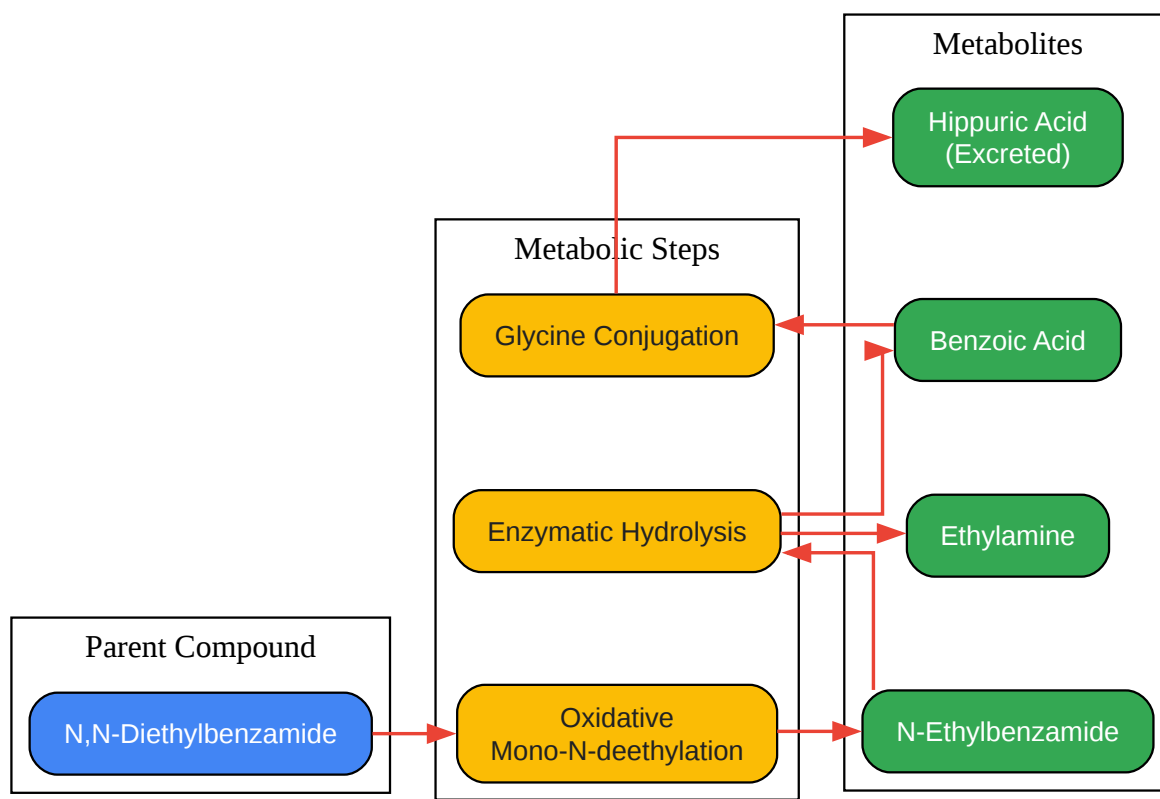 Metabolites
Hippuric Acid
(Excreted)
Metabolic Steps
Glycine Conjugation
Benzoic Acid
Enzymatic Hydrolysis
Ethylamine
Parent Compound
N,N-Diethylbenzamide
Oxidative
Mono-N-deethylation
N-Ethylbenzamide